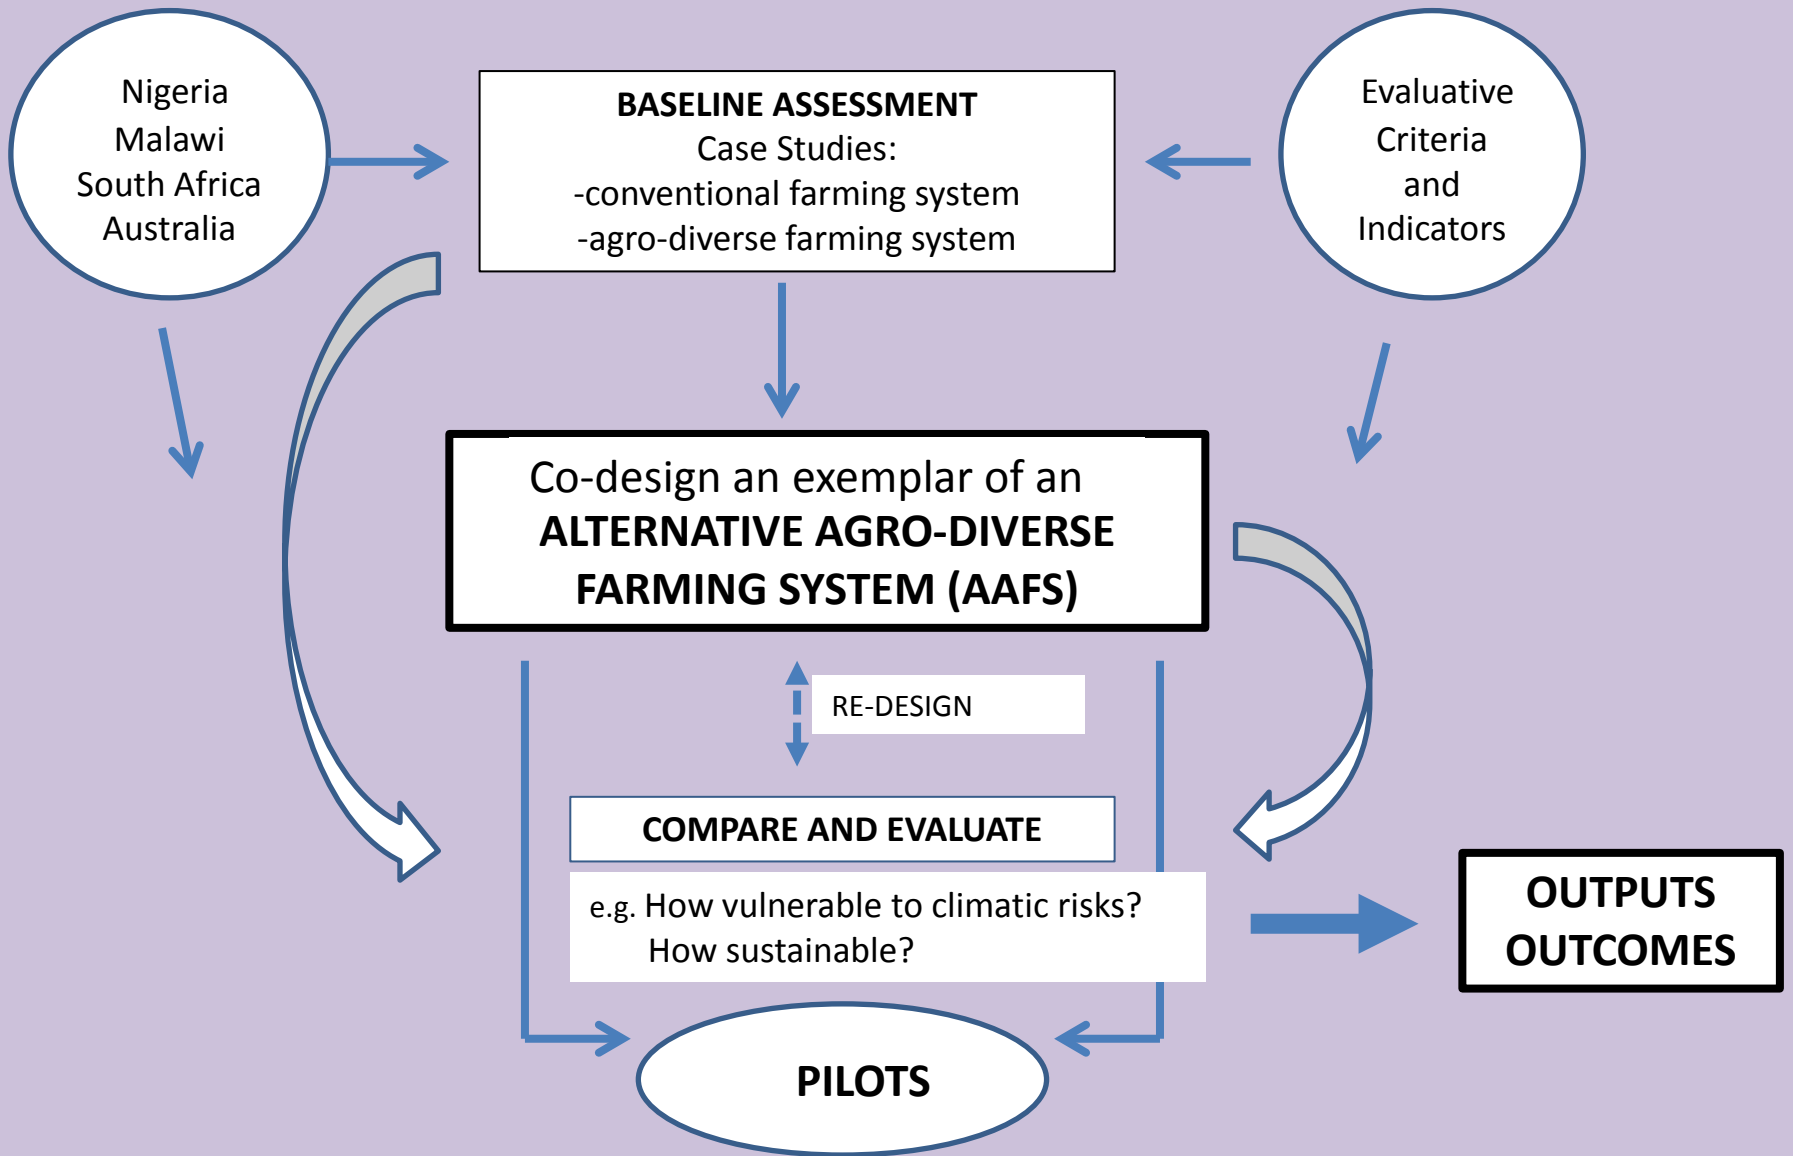 Nigeria
Malawi
South Africa
Australia
BASELINE ASSESSMENT
Case Studies:
-conventional farming system
-agro-diverse farming system
Evaluative
Criteria
and
Indicators
Co-design an exemplar of an
ALTERNATIVE AGRO-DIVERSE
FARMING SYSTEM (AAFS)
RE-DESIGN
COMPARE AND EVALUATE
e.g. How vulnerable to climatic risks?
How sustainable?
OUTPUTS
OUTCOMES
PILOTS